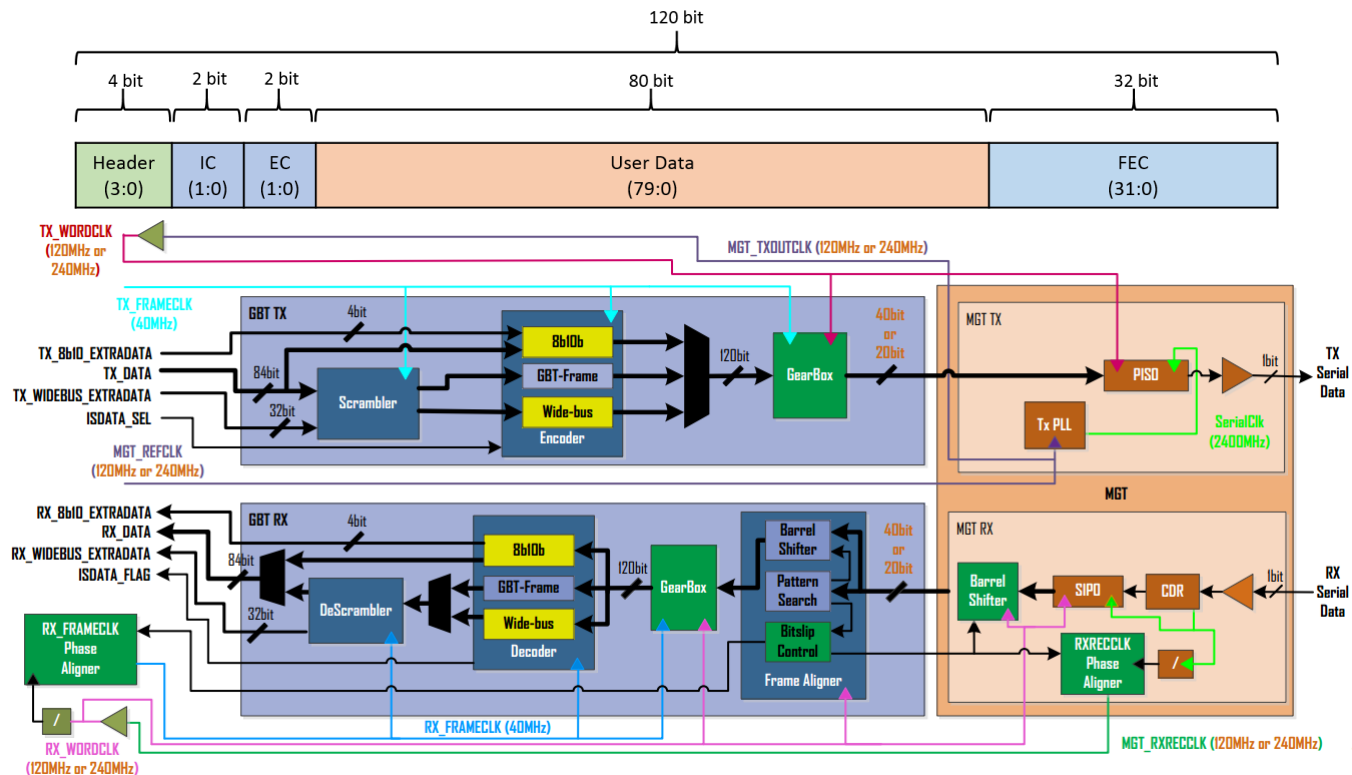 120 bit
4 bit
2 bit
2 bit
80 bit
32 bit
Header
(3:0)
IC
(1:0)
EC
(1:0)
User Data
(79:0)
FEC
(31:0)
TX_WORDCLK
(120MHz or
240MHz)
MGT_TXOUTCLK (120MHz or 240MHz)
TX_FRAMECLK
(40MHz)
GBT TX
4bit
TX_8b10_EXTRADATA
TX_DATA
84bit
TX_WIDEBUS_EXTRADATA
32bit
ISDATA_SEL
Scrambler
8b10b
GBT-Frame
Wide-bus
Encoder
120bit
GearBox
40bit
or
20bit
MGT TX
PISO
1bit
TX
Serial
Data
Tx PLL
SerialClk
(2400MHz)
MGT_REFCLK
(120MHz or 240MHz)
MGT
RX_8b10_EXTRADATA
RX_DATA
RX_WIDEBUS_EXTRADATA
ISDATA_FLAG
GBT RX
4bit
84bit
32bit
DeScrambler
8b10b
GBT-Frame
Wide-bus
Decoder
120bit
GearBox
Barrel
Shifter
Pattern
Search
Bitslip
Control
Frame Aligner
40bit
or
20bit
MGT RX
Barrel
Shifter
SIPO
CDR
1bit
RX
Serial
Data
RXRECCLK
Phase
Aligner
/
RX_FRAMECLK
Phase
Aligner
/
RX_FRAMECLK (40MHz)
RX_WORDCLK
(120MHz or 240MHz)
MGT_RXRECCLK (120MHz or 240MHz)